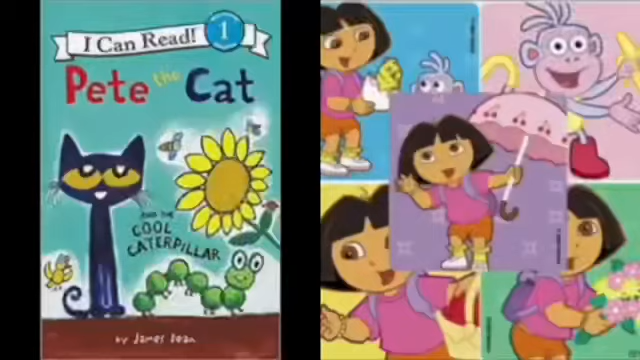 I Can Read! 1
Pete the Cat
AND THE
COOL
CATERPILLAR
by James Dean